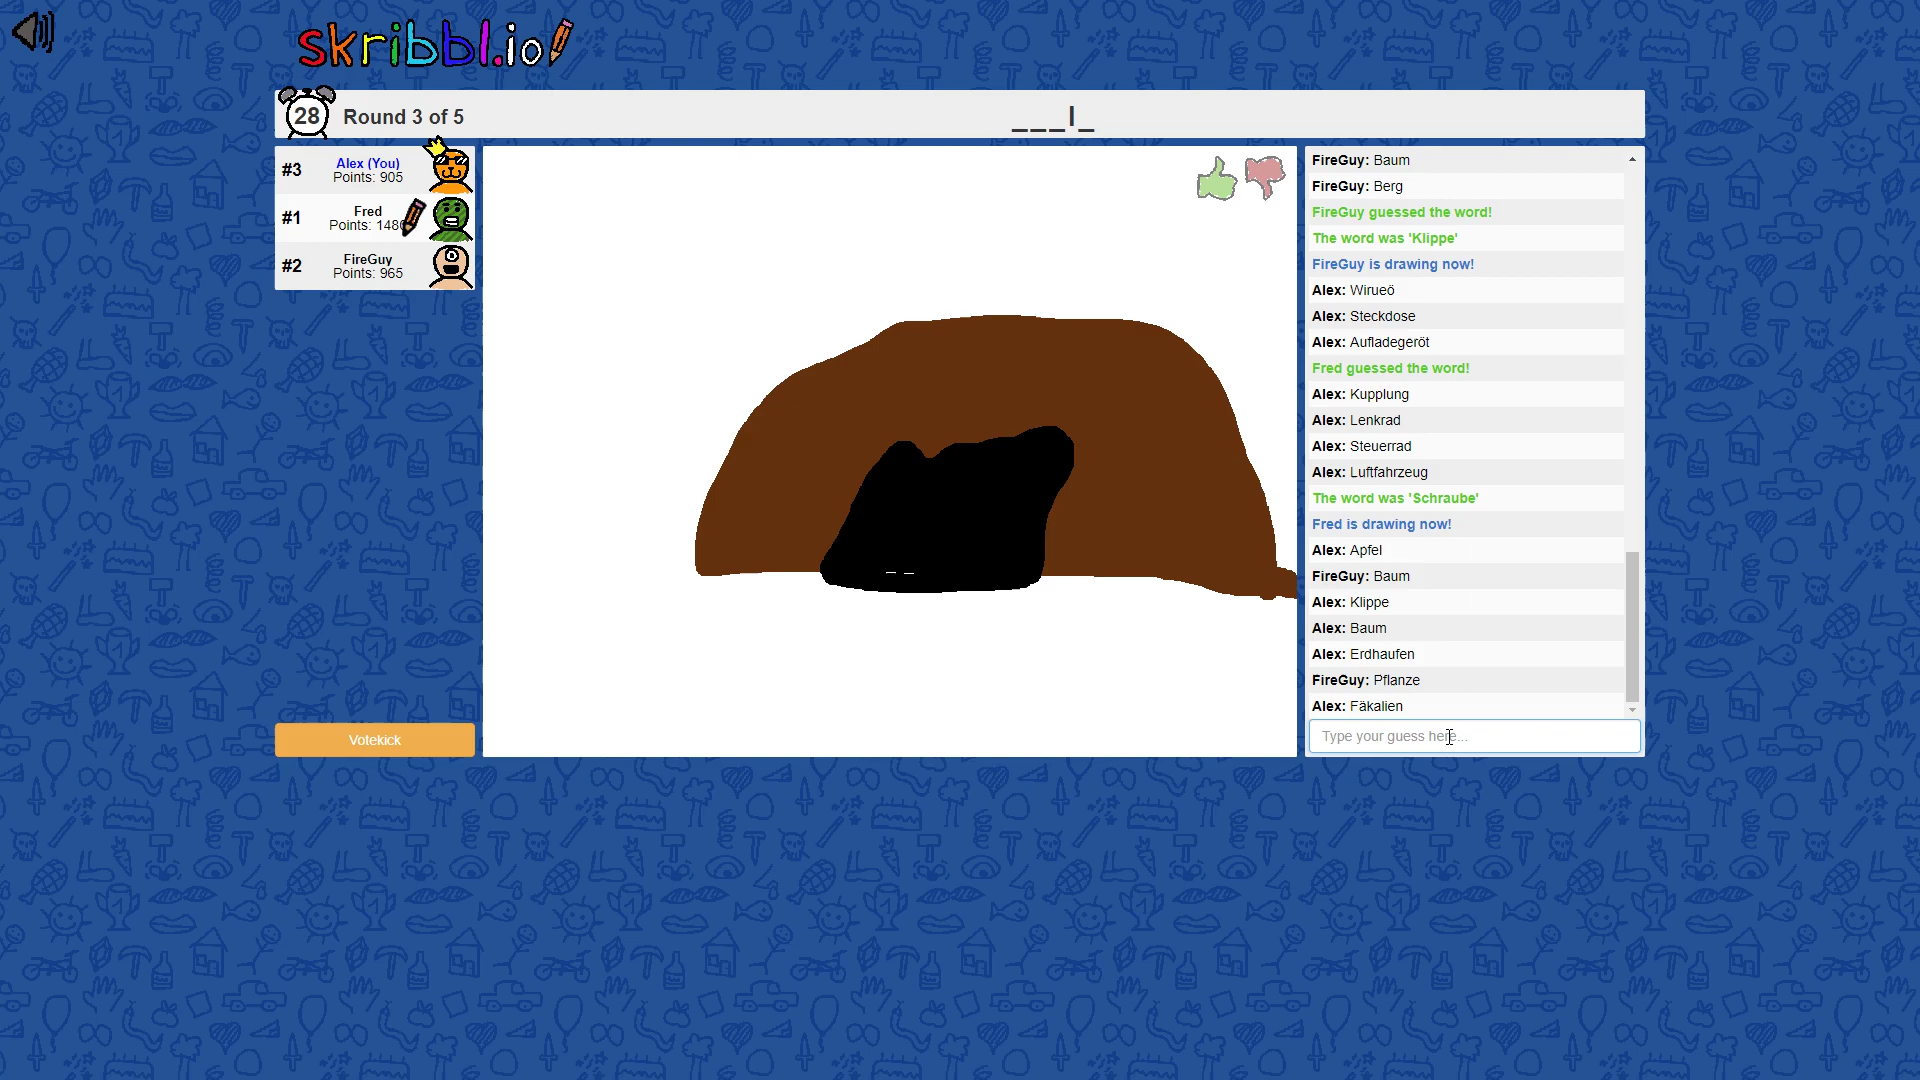 skribbl.io
28
Round 3 of 5
___l_
#3
Alex (You)
Points: 905
#1
Fred
Points: 1486
#2
FireGuy
Points: 965
Votekick
FireGuy: Baum
FireGuy: Berg
FireGuy guessed the word!
The word was 'Klippe'
FireGuy is drawing now!
Alex: Wirueö
Alex: Steckdose
Alex: Aufladegeröt
Fred guessed the word!
Alex: Kupplung
Alex: Lenkrad
Alex: Steuerrad
Alex: Luftfahrzeug
The word was 'Schraube'
Fred is drawing now!
Alex: Apfel
FireGuy: Baum
Alex: Klippe
Alex: Baum
Alex: Erdhaufen
FireGuy: Pflanze
Alex: Fäkalien
Type your guess here...